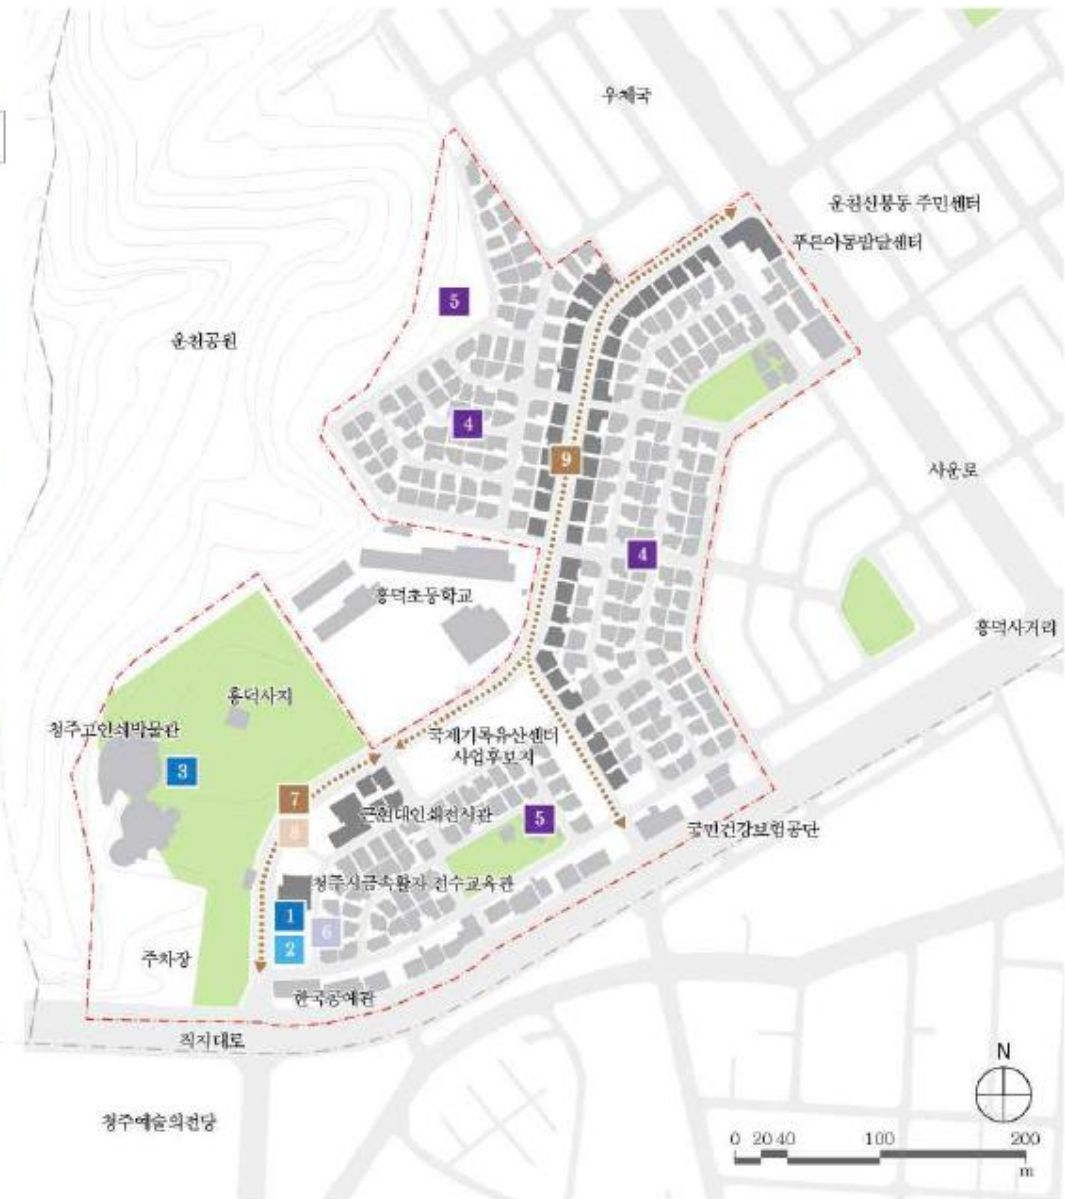 우체국
운천신봉동 주민센터
푸른아동발달센터
5
운천공원
4
9
사운로
4
흥덕초등학교
흥덕사거리
흥덕사지
청주고인쇄박물관
국제기록유산센터
사업후보지
3
7
8
근현대인쇄전시관
5
국민건강보험공단
청주시금속활자 전수교육관
1
6
2
주차장
한국공예관
직지대로
N
청주예술의전당
0 20 40 100 200
m